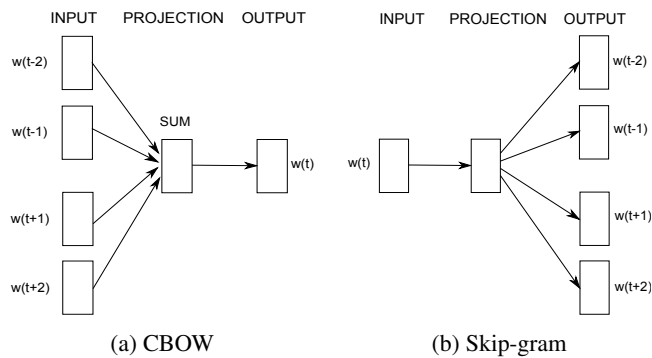 INPUT PROJECTION OUTPUT
w(t-2)
w(t-1)
SUM
w(t)
w(t+1)
w(t+2)
(a) CBOW
INPUT PROJECTION OUTPUT
w(t-2)
w(t-1)
w(t)
w(t+1)
w(t+2)
(b) Skip-gram